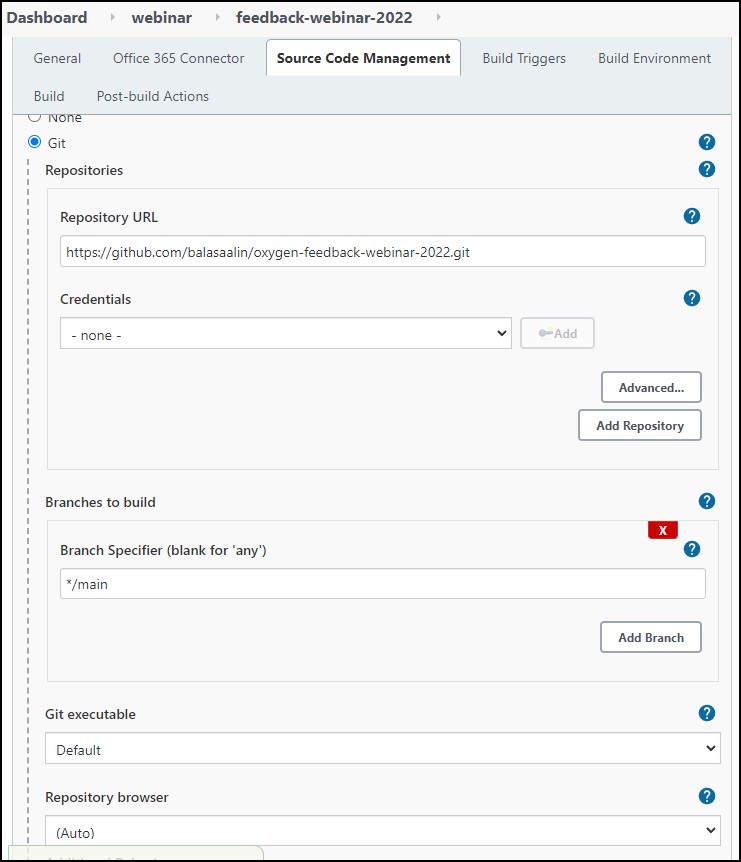 Dashboard webinar feedback-webinar-2022
General Office 365 Connector Source Code Management Build Triggers Build Environment
Build Post-build Actions
None
Git ?
Repositories ?
Repository URL ?
https://github.com/balasaalin/oxygen-feedback-webinar-2022.git
Credentials ?
- none - Add
Advanced...
Add Repository
Branches to build ?
X
Branch Specifier (blank for 'any') ?
*/main
Add Branch
Git executable ?
Default
Repository browser ?
(Auto)